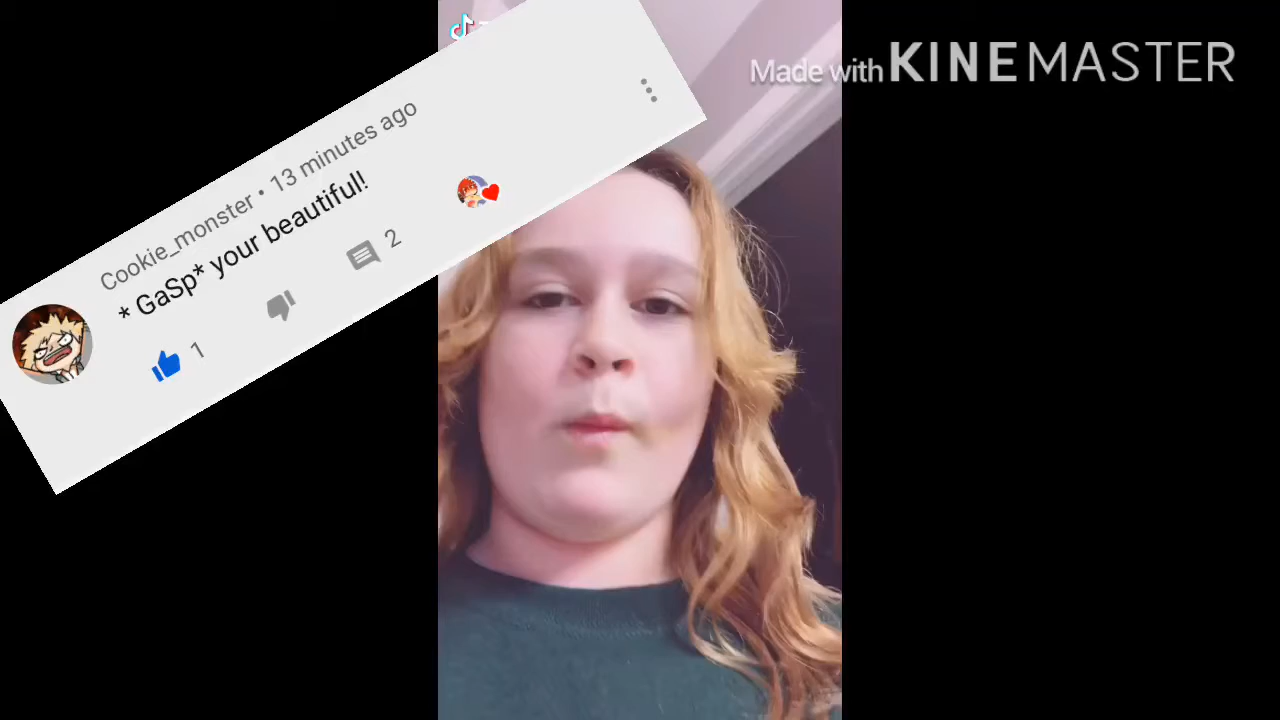 Made with KINEMASTER
Cookie_monster • 13 minutes ago
* GaSp* your beautiful!
1
2